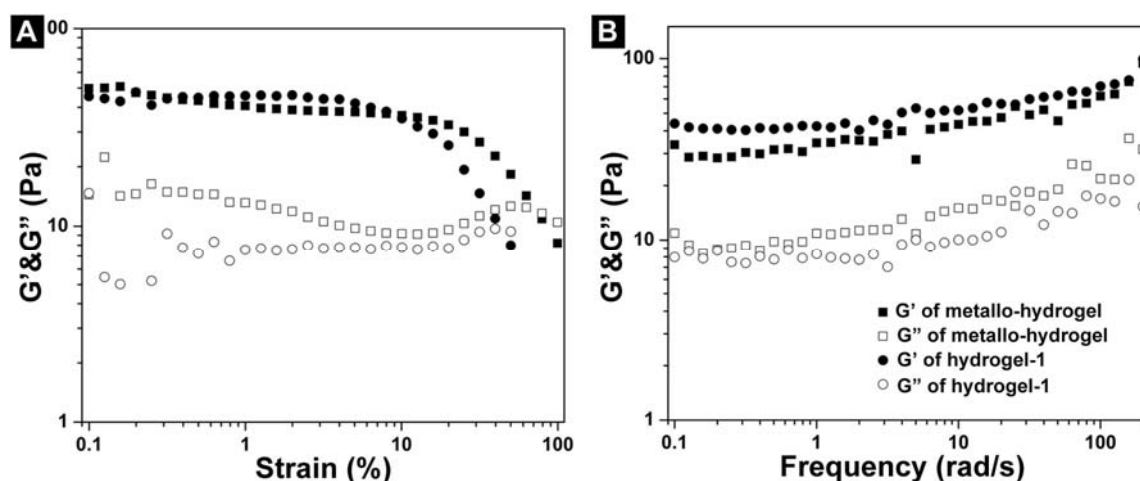 A
B
00
10
1
G'&G'' (Pa)
0.1
1
10
100
Strain (%)
100
10
1
G'&G'' (Pa)
G' of metallo-hydrogel
G'' of metallo-hydrogel
G' of hydrogel-1
G'' of hydrogel-1
0.1
1
10
100
Frequency (rad/s)